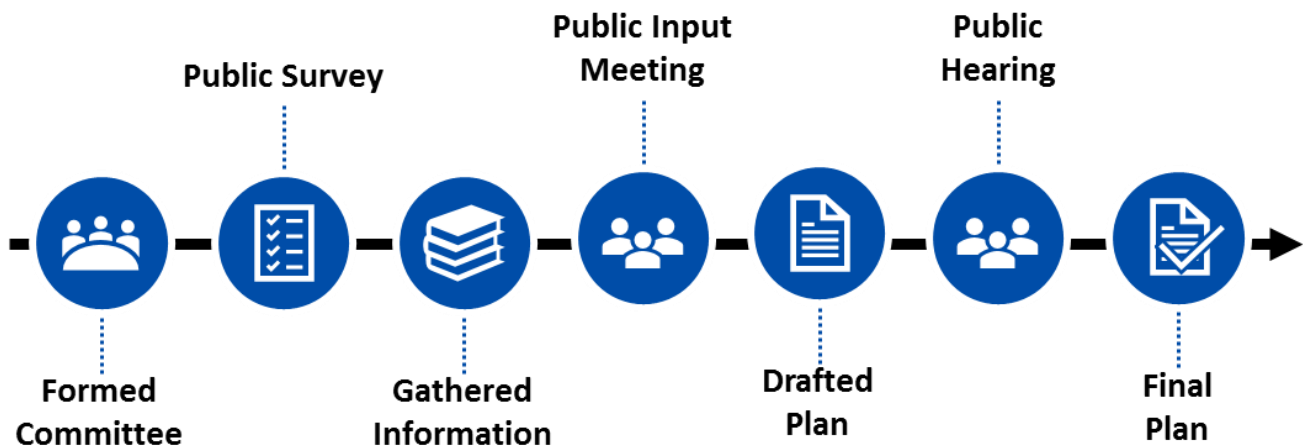 Public Input
Meeting
Public
Hearing
Public Survey
Formed
Committee
Gathered
Information
Drafted
Plan
Final
Plan